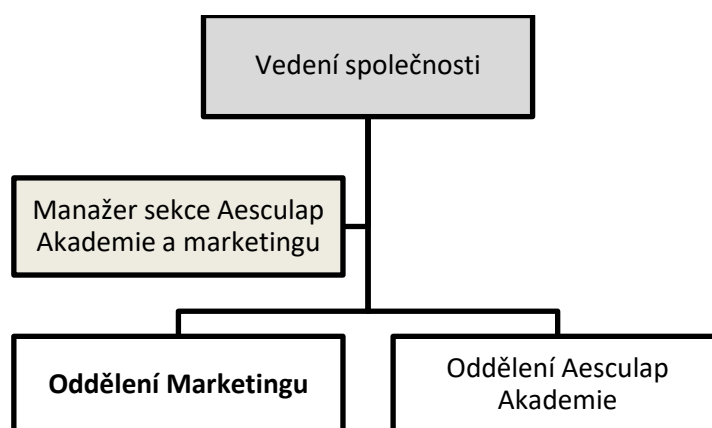 Vedení společnosti
Manažer sekce Aesculap
Akademie a marketingu
Oddělení Marketingu
Oddělení Aesculap
Akademie